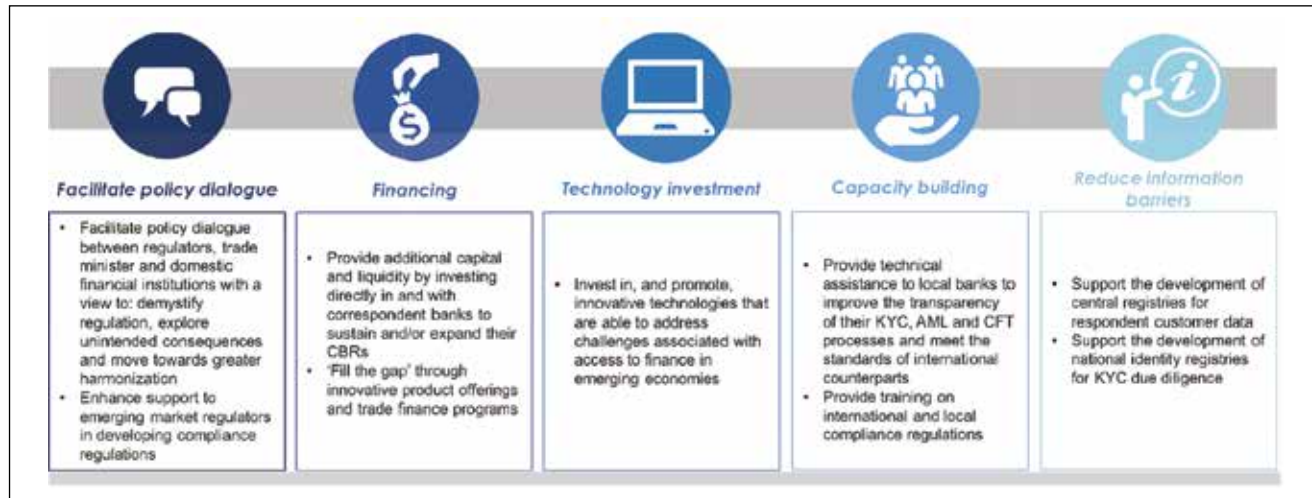 Facilitate policy dialogue
• Facilitate policy dialogue
between regulators, trade
minister and domestic
financial institutions with a
view to: demystify
regulation, explore
unintended consequences
and move towards greater
harmonization
• Enhance support to
emerging market regulators
in developing compliance
regulations
Financing
• Provide additional capital
and liquidity by investing
directly in and with
correspondent banks to
sustain and/or expand their
CBRs
• 'Fill the gap' through
innovative product offerings
and trade finance programs
Technology investment
• Invest in, and promote,
innovative technologies that
are able to address
challenges associated with
access to finance in
emerging economies
Capacity building
• Provide technical
assistance to local banks to
improve the transparency
of their KYC, AML and CFT
processes and meet the
standards of international
counterparts
• Provide training on
international and local
compliance regulations
Reduce information
barriers
• Support the development of
central registries for
respondent customer data
• Support the development of
national identity registries
for KYC due diligence